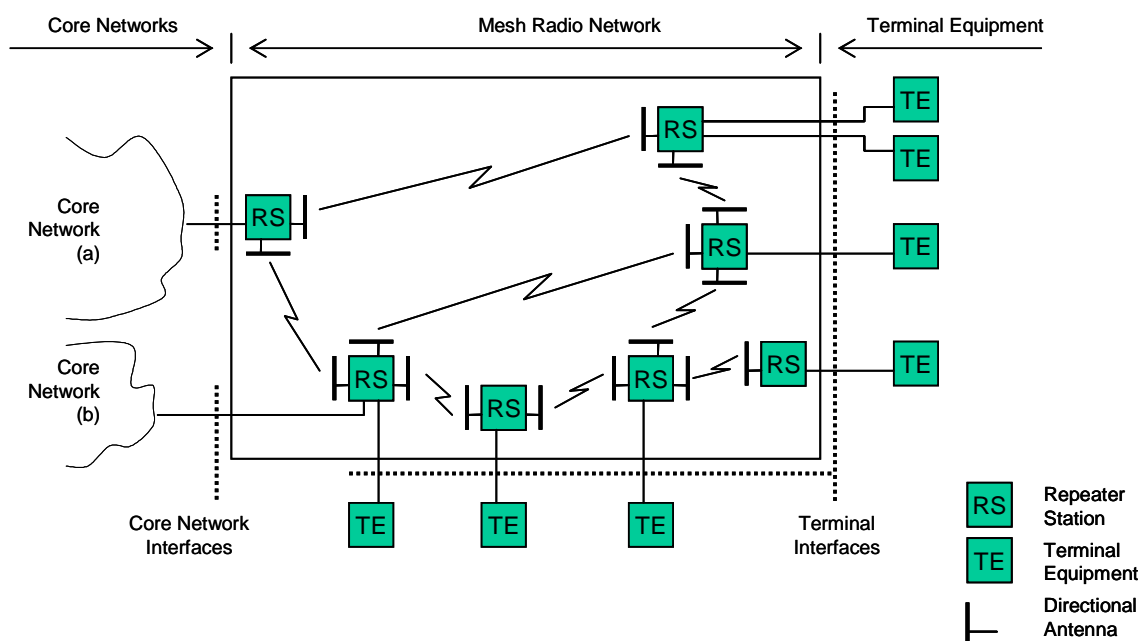 Core Networks
Mesh Radio Network
Terminal Equipment
TE
RS
TE
Core
Network
(a)
RS
RS
TE
Core
Network
(b)
RS
RS
RS
RS
TE
Core Network
Interfaces
TE
TE
TE
Terminal
Interfaces
RS
Repeater
Station
TE
Terminal
Equipment
Directional
Antenna